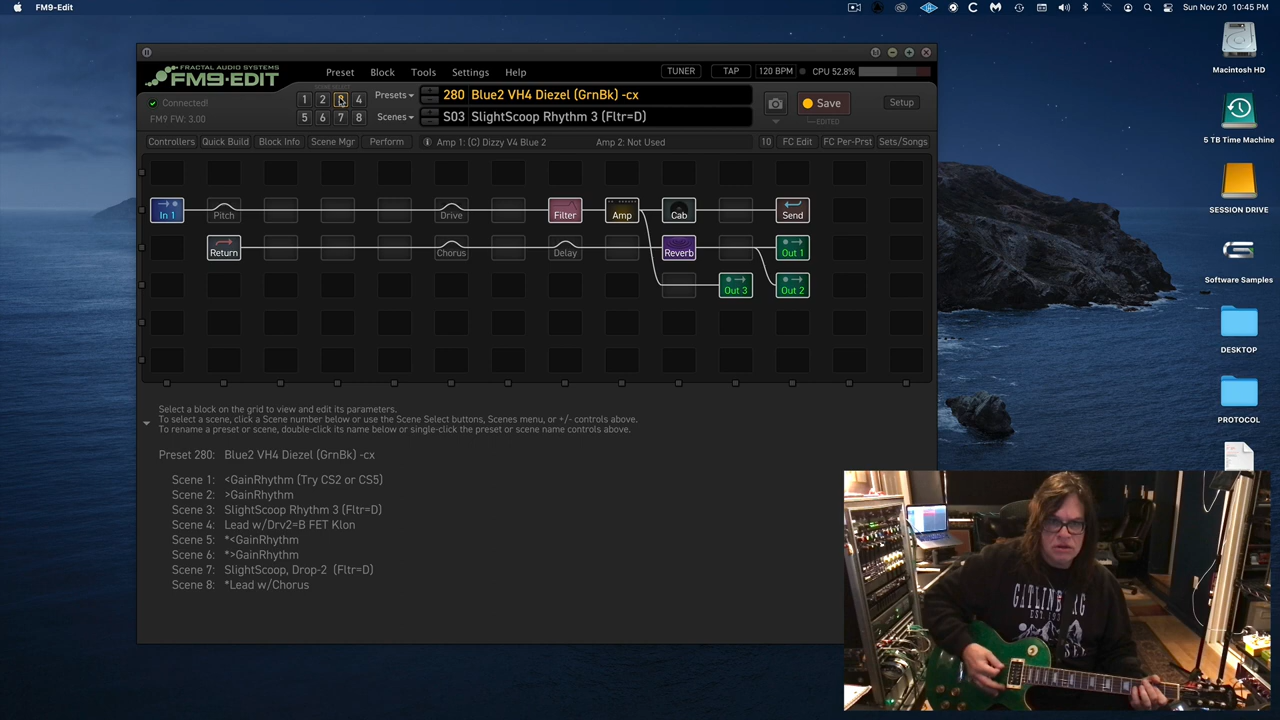 FM9-Edit
Sun Nov 20 10:45 PM
FRACTAL AUDIO SYSTEMS
FM9-EDIT
Preset Block Tools Settings Help
TUNER TAP 120 BPM CPU 52.8%
Connected!
FM9 FW: 3.00
1 2 3 4
5 6 7 8
Presets 280 Blue2 VH4 Diezel (GrnBk) -cx
Scenes S03 SlightScoop Rhythm 3 (Fltr=D)
Save
EDITED
Setup
Controllers Quick Build Block Info Scene Mgr Perform Amp 1: (C) Dizzy V4 Blue 2 Amp 2: Not Used 10 FC Edit FC Per-Prst Sets/Songs
In 1 Pitch Drive Filter Amp Cab Send
Return Chorus Delay Reverb Out 1
Out 3 Out 2
Select a block on the grid to view and edit its parameters.
To select a scene, click a Scene number below or use the Scene Select buttons, Scenes menu, or +/- controls above.
To rename a preset or scene, double-click its name below or single-click the preset or scene name controls above.
Preset 280: Blue2 VH4 Diezel (GrnBk) -cx
Scene 1: <GainRhythm (Try CS2 or CS5)
Scene 2: >GainRhythm
Scene 3: SlightScoop Rhythm 3 (Fltr=D)
Scene 4: Lead w/Drv2=B FET Klon
Scene 5: *<GainRhythm
Scene 6: *>GainRhythm
Scene 7: SlightScoop, Drop-2 (Fltr=D)
Scene 8: *Lead w/Chorus
Macintosh HD
5 TB Time Machine
SESSION DRIVE
Software Samples
DESKTOP
PROTOCOL